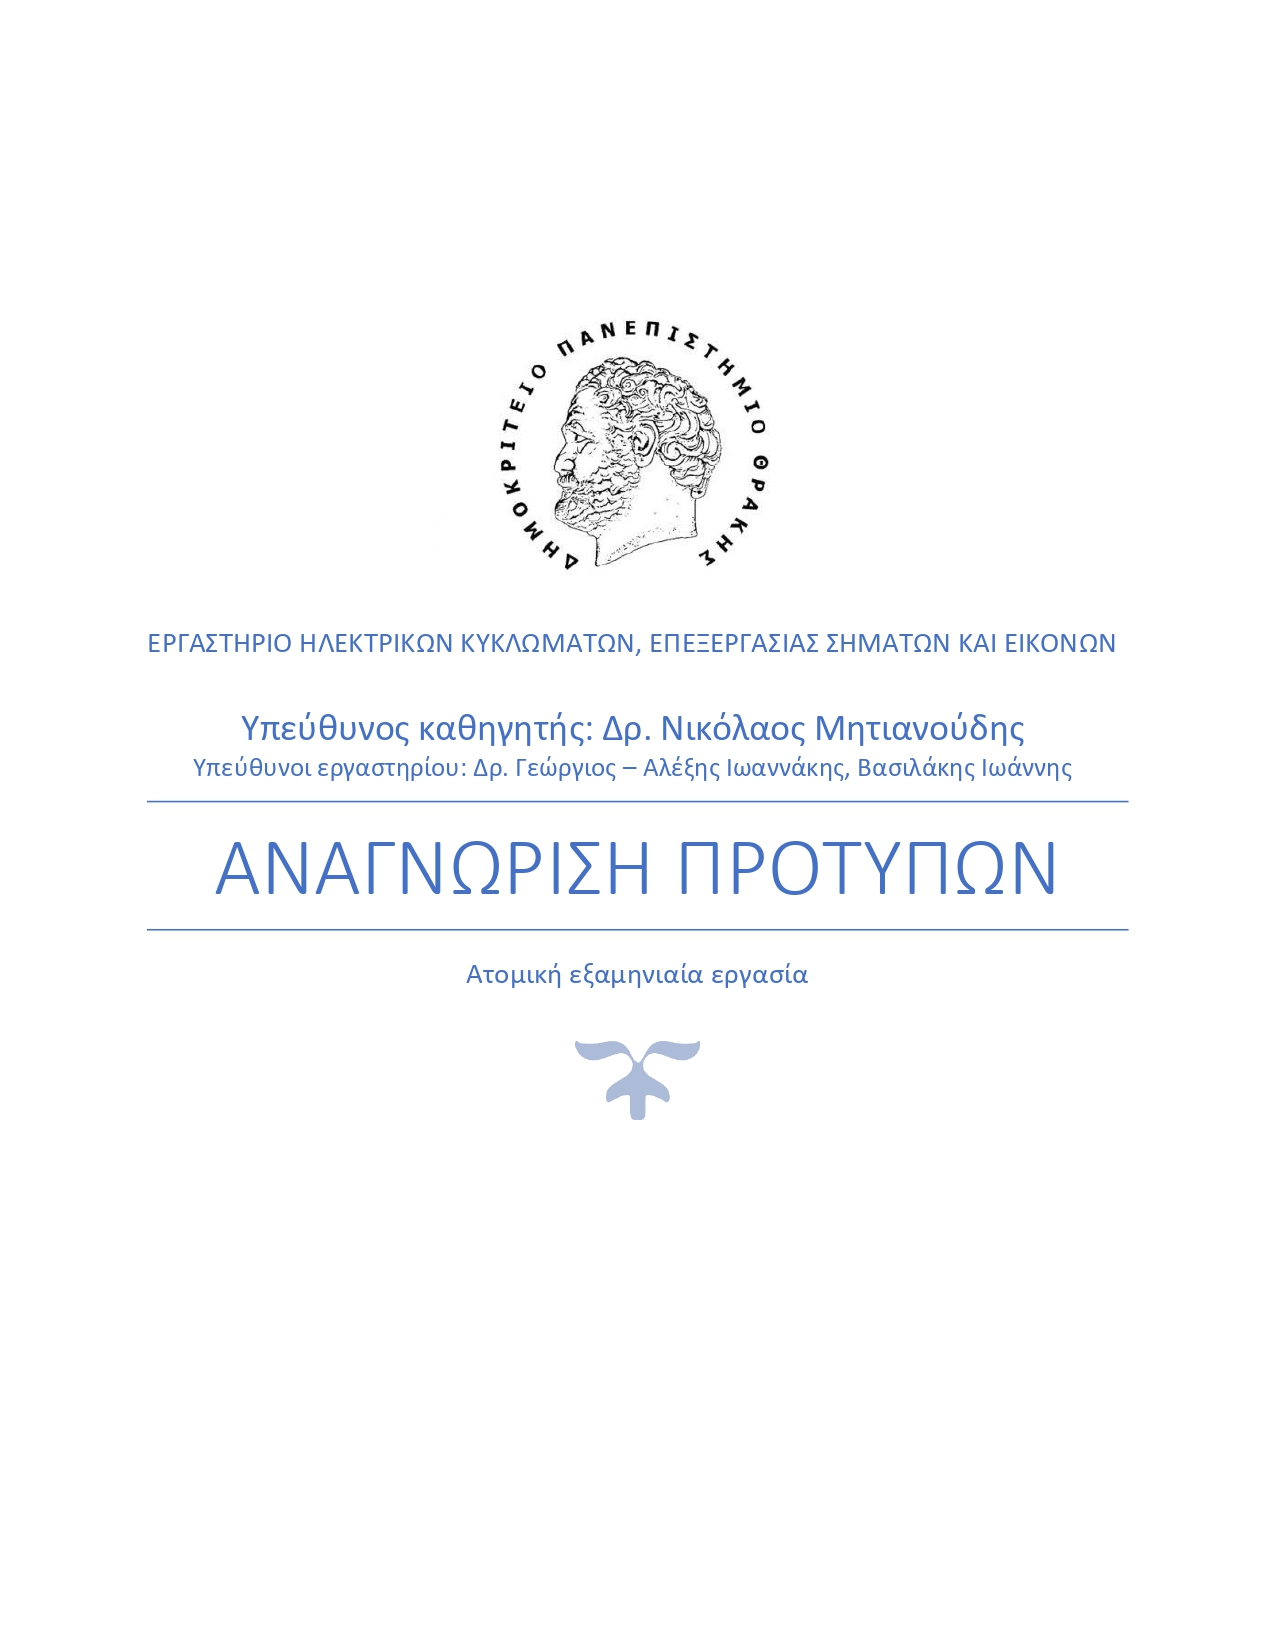 ΔΗΜΟΚΡΙΤΕΙΟ ΠΑΝΕΠΙΣΤΗΜΙΟ ΘΡΑΚΗΣ
ΕΡΓΑΣΤΗΡΙΟ ΗΛΕΚΤΡΙΚΩΝ ΚΥΚΛΩΜΑΤΩΝ, ΕΠΕΞΕΡΓΑΣΙΑΣ ΣΗΜΑΤΩΝ ΚΑΙ ΕΙΚΟΝΩΝ
Υπεύθυνος καθηγητής: Δρ. Νικόλαος Μητιανούδης
Υπεύθυνοι εργαστηρίου: Δρ. Γεώργιος – Αλέξης Ιωαννάκης, Βασιλάκης Ιωάννης
ΑΝΑΓΝΩΡΙΣΗ ΠΡΟΤΥΠΩΝ
Ατομική εξαμηνιαία εργασία